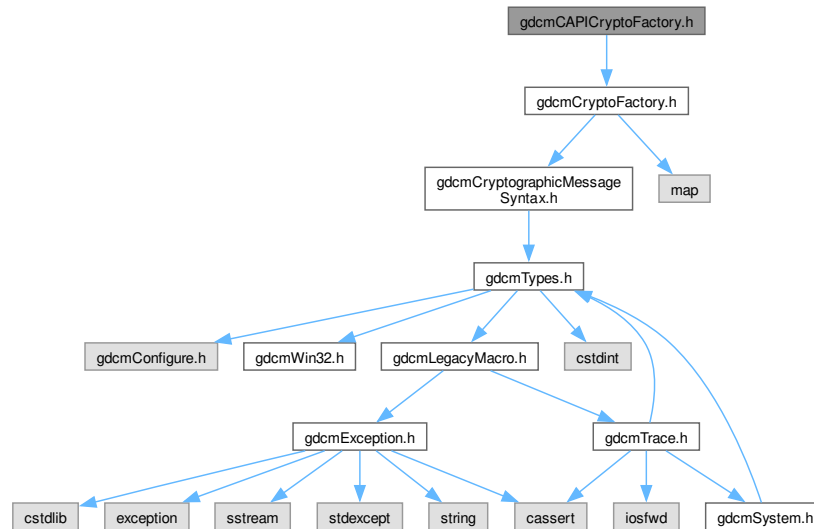 gdcmCAPICryptoFactory.h
gdcmCryptoFactory.h
gdcmCryptographicMessage
Syntax.h
map
gdcmTypes.h
gdcmConfigure.h
gdcmWin32.h
gdcmLegacyMacro.h
cstdint
gdcmException.h
gdcmTrace.h
cstdlib
exception
sstream
stdexcept
string
cassert
iosfwd
gdcmSystem.h